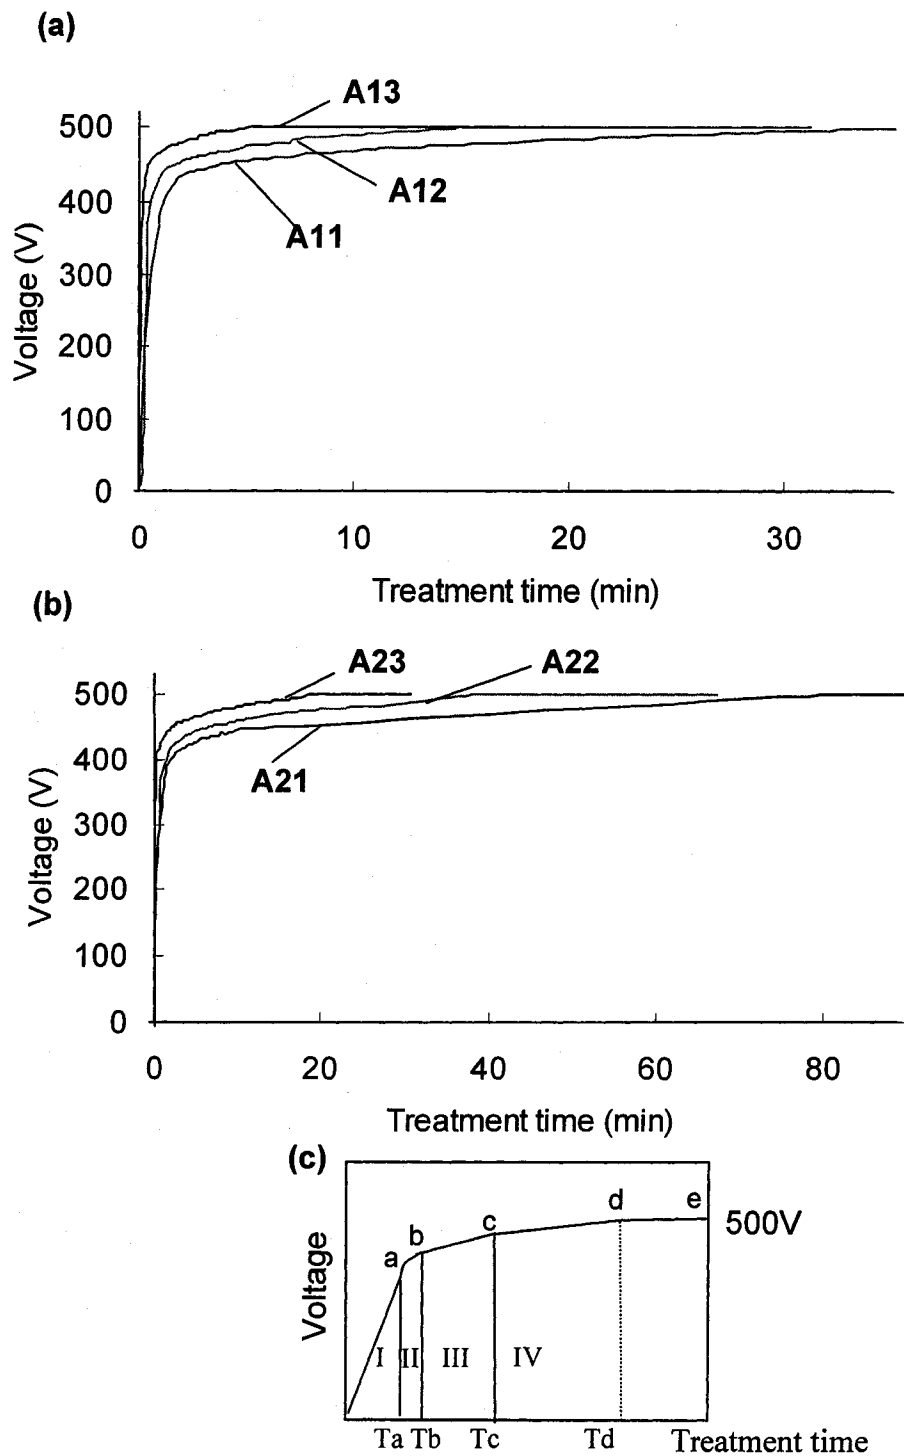 (a)
A13
A12
A11
500
400
300
200
100
0
Voltage (V)
0 10 20 30
Treatment time (min)
(b)
A23
A22
A21
500
400
300
200
100
0
Voltage (V)
0 20 40 60 80
Treatment time (min)
(c)
a b c d e
500V
Voltage
I II III IV
Ta Tb Tc Td Treatment time